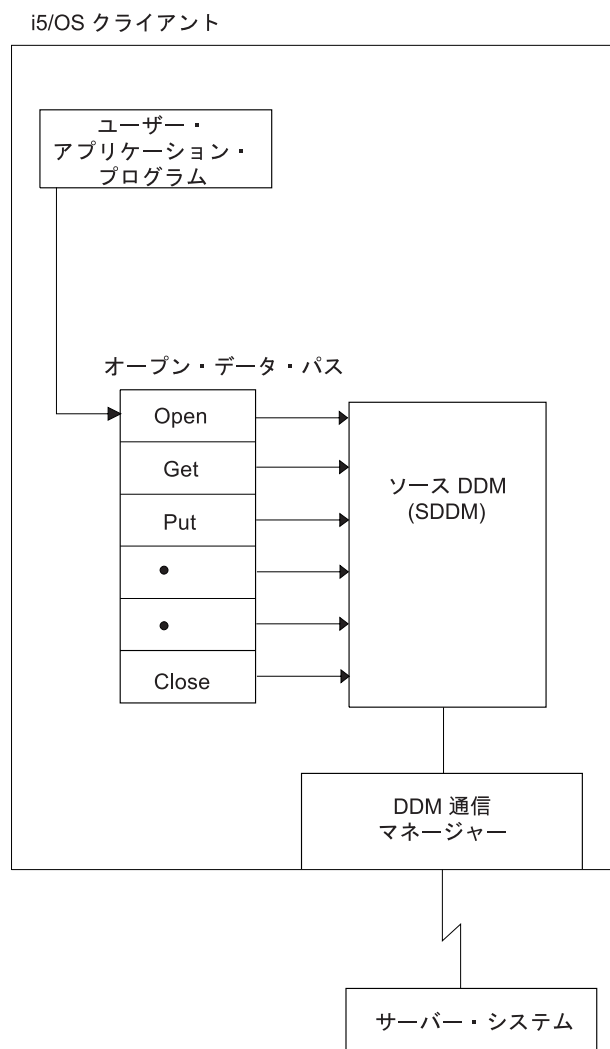 i5/OS クライアント
ユーザー・
アプリケーション・
プログラム
オープン・データ・パス
Open
Get
Put
•
•
Close
ソース DDM
(SDDM)
DDM 通信
マネージャー
サーバー・システム